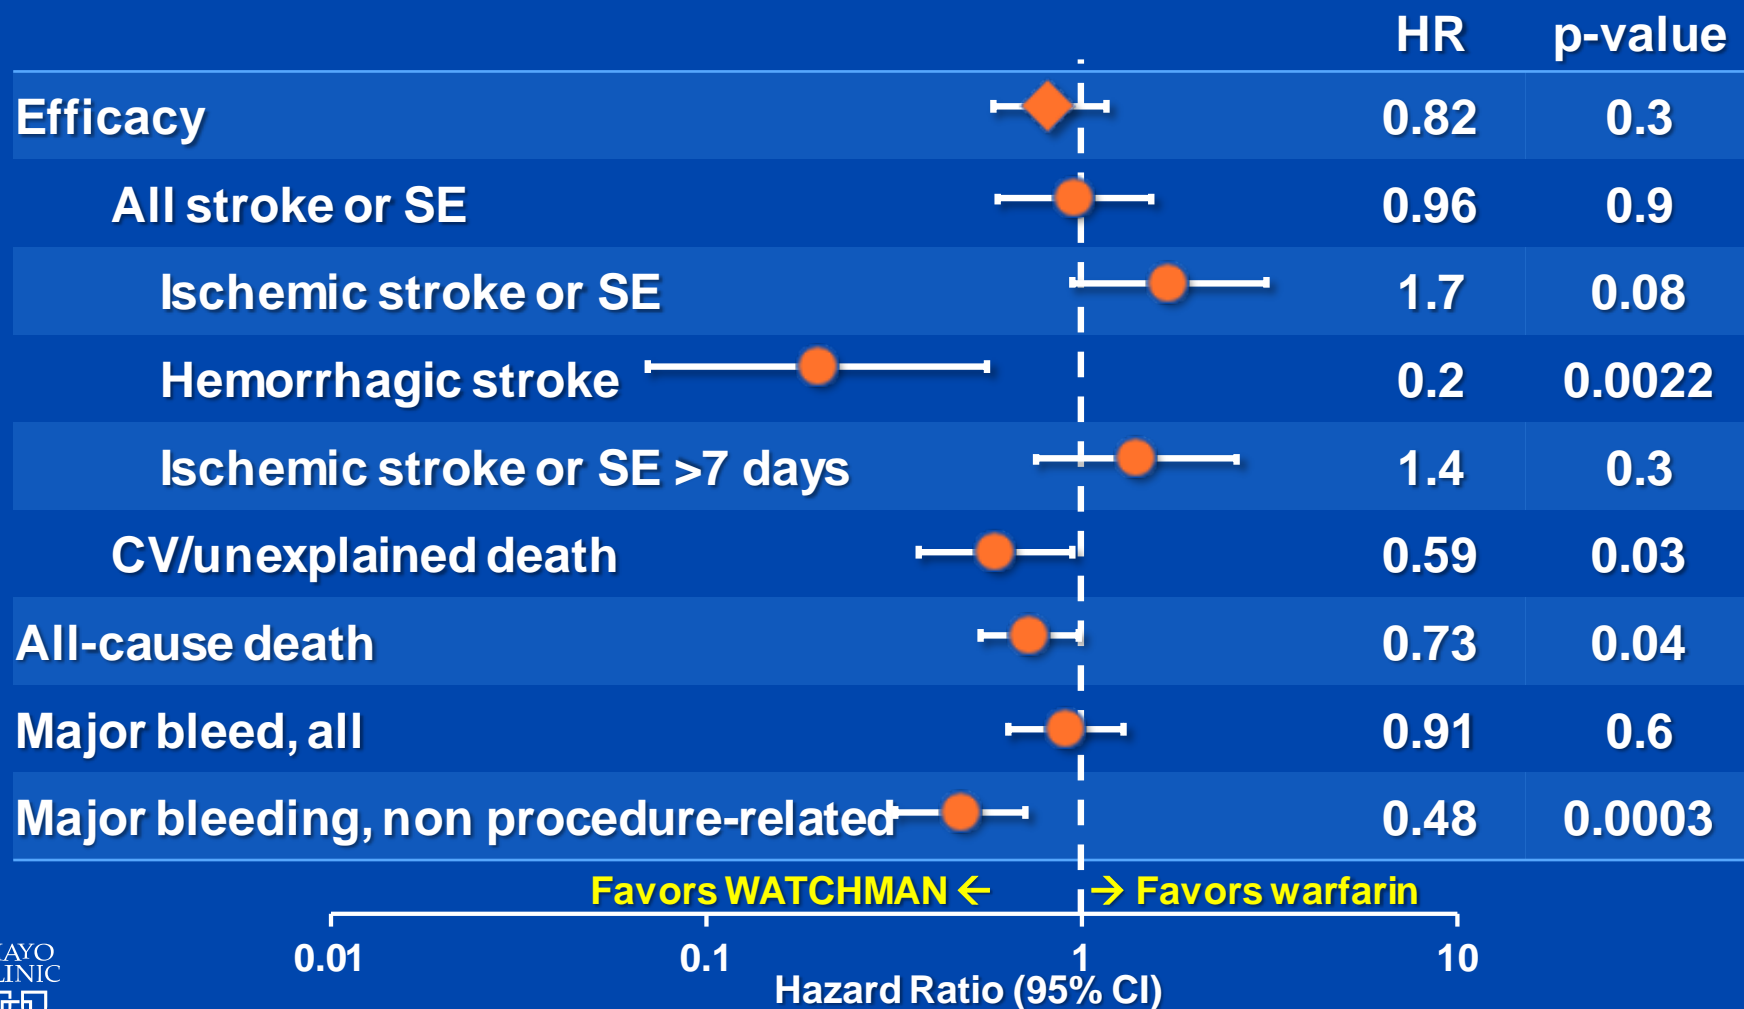 HR p-value
Efficacy 0.82 0.3
All stroke or SE 0.96 0.9
Ischemic stroke or SE 1.7 0.08
Hemorrhagic stroke 0.2 0.0022
Ischemic stroke or SE >7 days 1.4 0.3
CV/unexplained death 0.59 0.03
All-cause death 0.73 0.04
Major bleed, all 0.91 0.6
Major bleeding, non procedure-related 0.48 0.0003
Favors WATCHMAN ← → Favors warfarin
0.01 0.1 1 10
Hazard Ratio (95% CI)